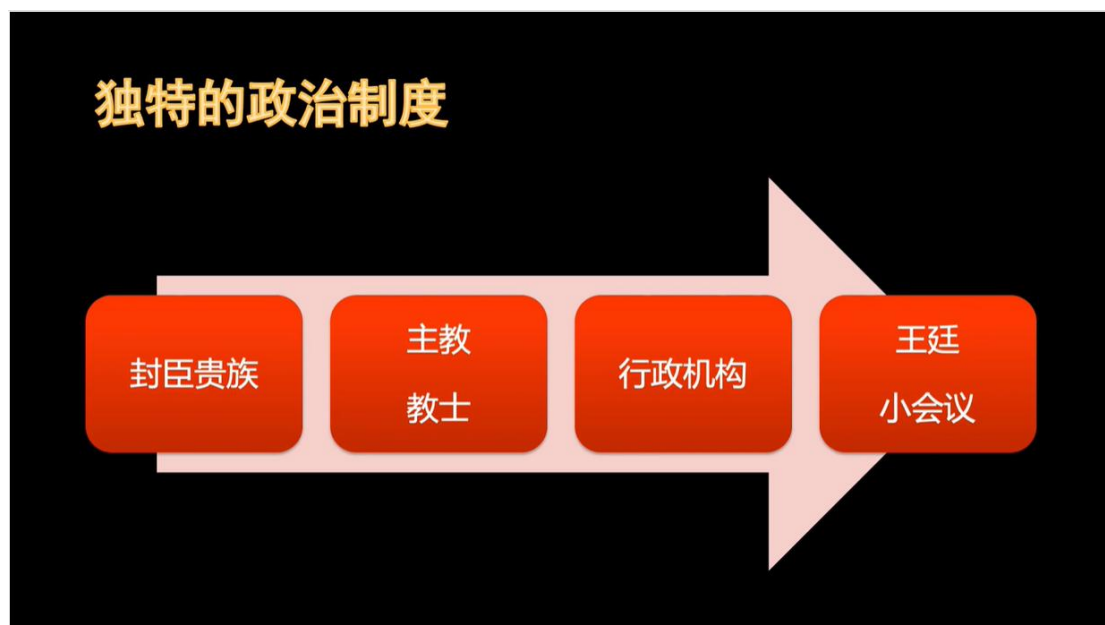 独特的政治制度
封臣贵族
主教
教士
行政机构
王廷
小会议